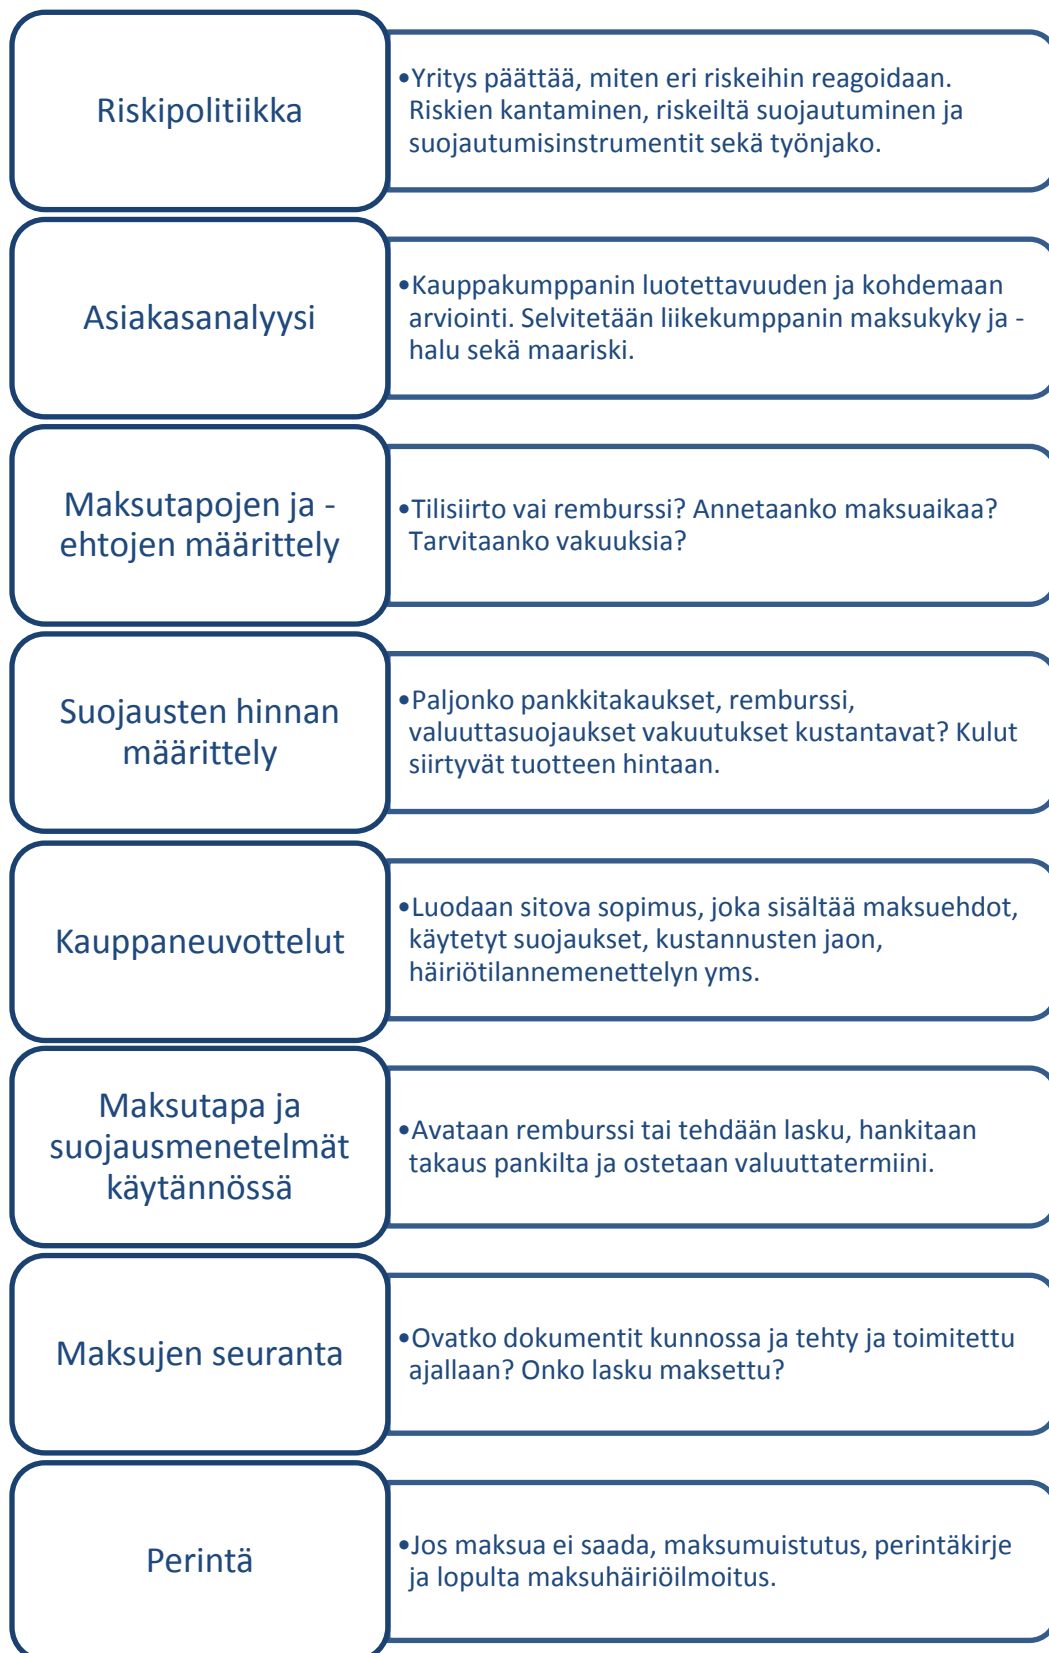 Riskipolitiikka
•Yritys päättää, miten eri riskeihin reagoidaan.
Riskien kantaminen, riskeiltä suojautuminen ja
suojautumisinstrumentit sekä työnjako.
Asiakasanalyysi
•Kauppakumppanin luotettavuuden ja kohdemaan
arviointi. Selvitetään liikekumppanin maksukyky ja -
halu sekä maariski.
Maksutapojen ja -
ehtojen määrittely
•Tilisiirto vai remburssi? Annetaanko maksuaikaa?
Tarvitaanko vakuuksia?
Suojausten hinnan
määrittely
•Paljonko pankkitakaukset, remburssi,
valuuttasuojaukset vakuutukset kustantavat? Kulut
siirtyvät tuotteen hintaan.
Kauppaneuvottelut
•Luodaan sitova sopimus, joka sisältää maksuehdot,
käytetyt suojaukset, kustannusten jaon,
häiriötilannemenettelyn yms.
Maksutapa ja
suojausmenetelmät
käytännössä
•Avataan remburssi tai tehdään lasku, hankitaan
takaus pankilta ja ostetaan valuuttatermiini.
Maksujen seuranta
•Ovatko dokumentit kunnossa ja tehty ja toimitettu
ajallaan? Onko lasku maksettu?
Perintä
•Jos maksua ei saada, maksumuistutus, perintäkirje
ja lopulta maksuhäiriöilmoitus.